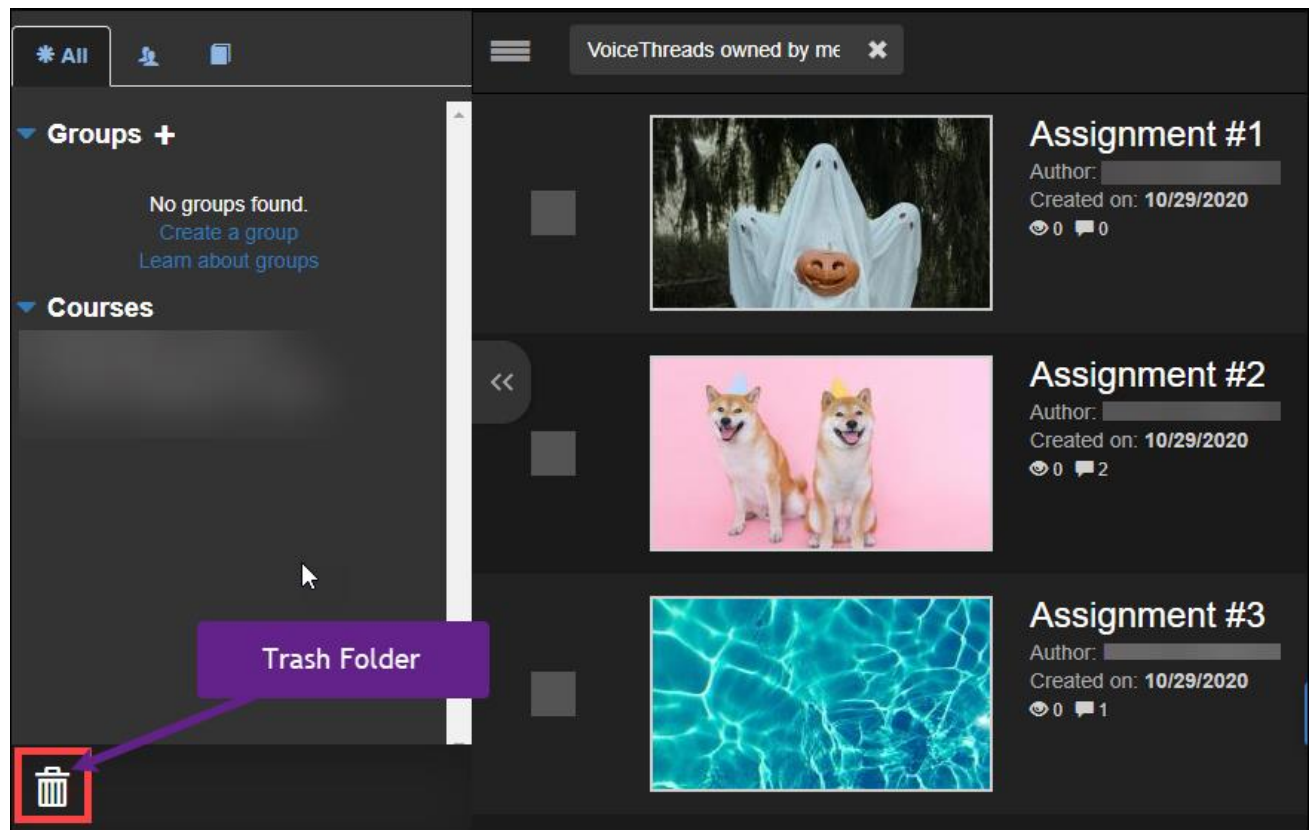 All
VoiceThreads owned by me
Groups +
No groups found.
Create a group
Learn about groups
Courses
Trash Folder
Assignment #1
Author:
Created on: 10/29/2020
0 0
Assignment #2
Author:
Created on: 10/29/2020
0 2
Assignment #3
Author:
Created on: 10/29/2020
0 1